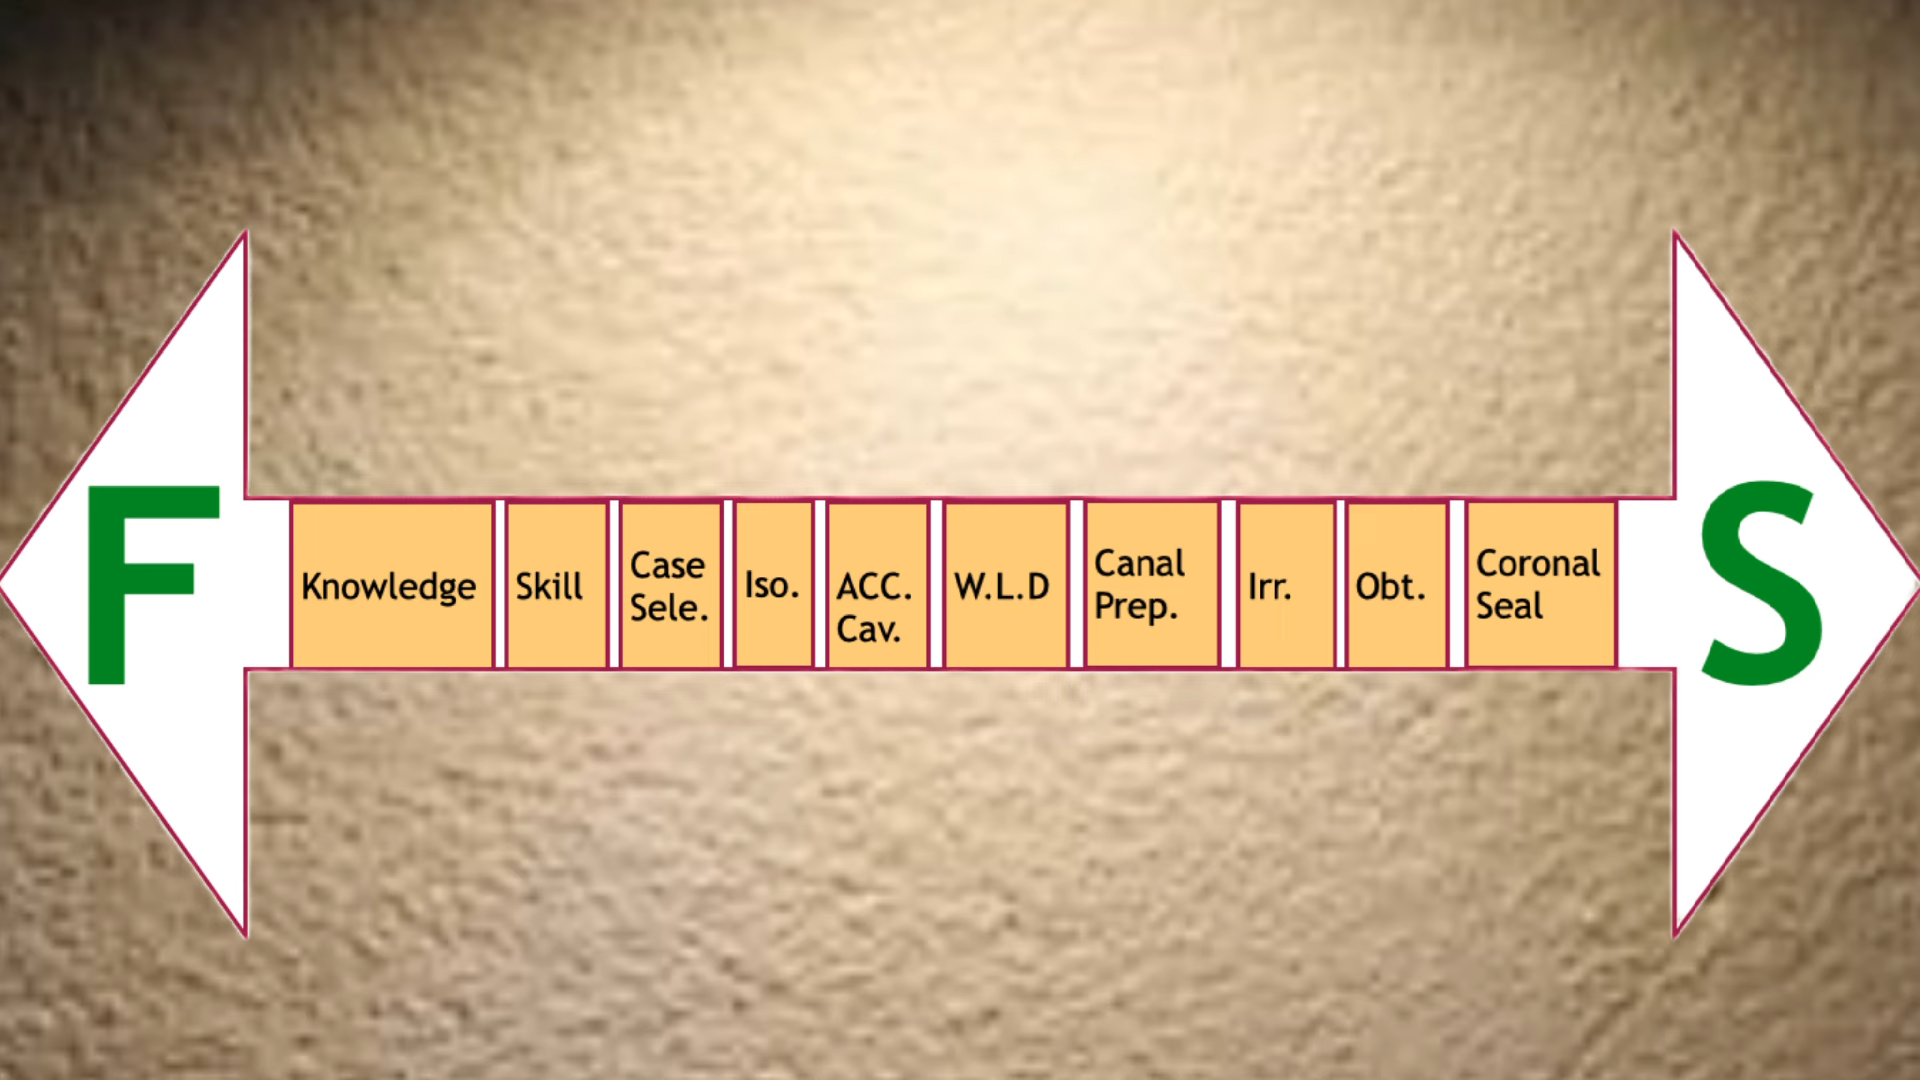 F
Knowledge
Skill
Case
Sele.
Iso.
ACC.
Cav.
W.L.D
Canal
Prep.
Irr.
Obt.
Coronal
Seal
S